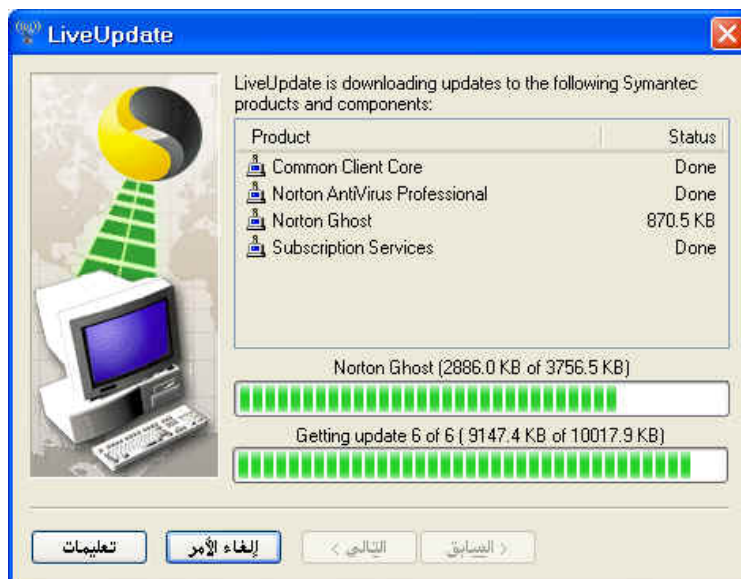 LiveUpdate
LiveUpdate is downloading updates to the following Symantec
products and components:
Product Status
Common Client Core Done
Norton AntiVirus Professional Done
Norton Ghost 870.5 KB
Subscription Services Done
Norton Ghost (2886.0 KB of 3756.5 KB)
Getting update 6 of 6 ( 9147.4 KB of 10017.9 KB)
تعليمات إلغاء الأمر التالي > < السابق